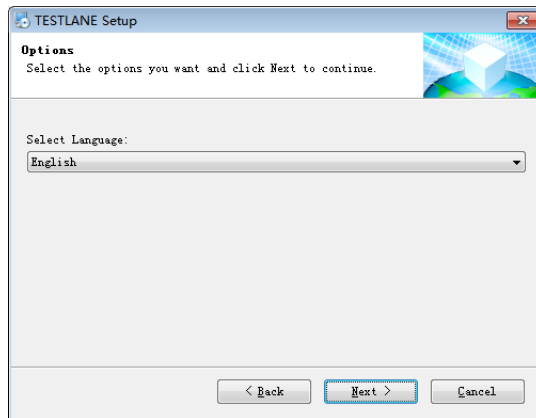 TESTLANE Setup
Options
Select the options you want and click Next to continue.
Select Language:
English
< Back
Next >
Cancel